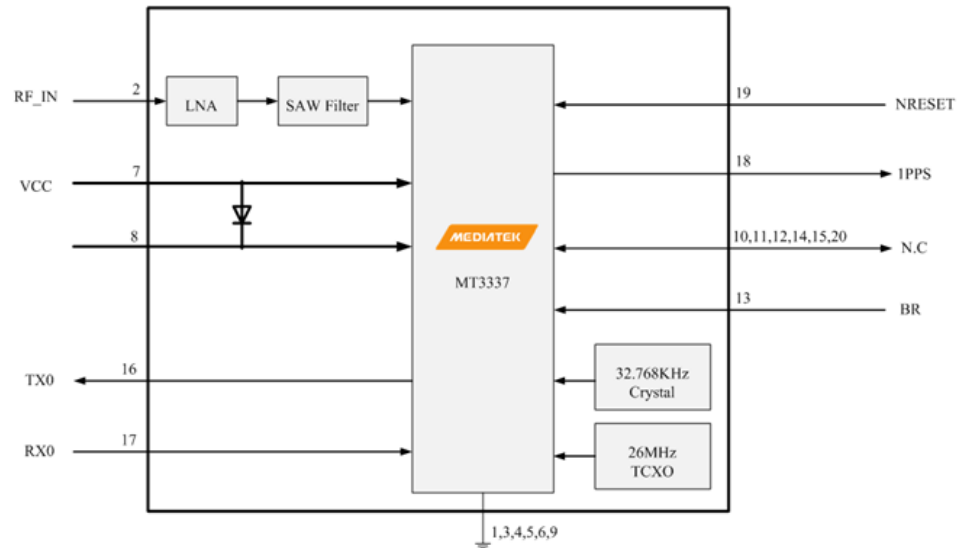 RF_IN
2
LNA
SAW Filter
19
NRESET
VCC
7
18
1PPS
8
MEDIATEK
MT3337
10,11,12,14,15,20
N.C
13
BR
TX0
16
32.768KHz
Crystal
RX0
17
26MHz
TCXO
1,3,4,5,6,9